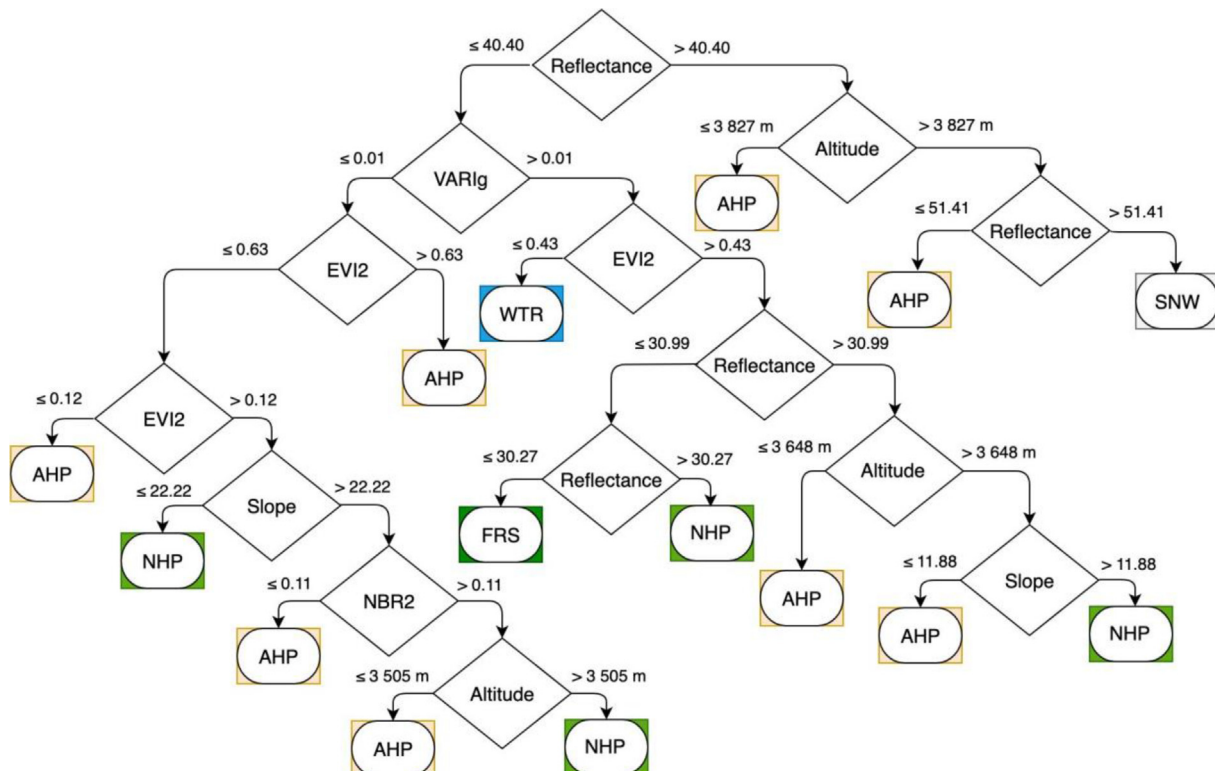 ≤ 40.40
> 40.40
Reflectance
≤ 3 827 m
> 3 827 m
Altitude
≤ 0.01
> 0.01
VARIg
AHP
≤ 51.41
> 51.41
Reflectance
≤ 0.63
> 0.63
EVI2
≤ 0.43
> 0.43
EVI2
AHP
SNW
WTR
≤ 30.99
> 30.99
Reflectance
AHP
≤ 0.12
> 0.12
EVI2
≤ 30.27
> 30.27
Reflectance
≤ 3 648 m
> 3 648 m
Altitude
AHP
≤ 22.22
> 22.22
Slope
FRS
NHP
NHP
≤ 11.88
> 11.88
Slope
≤ 0.11
> 0.11
NBR2
AHP
AHP
NHP
AHP
≤ 3 505 m
> 3 505 m
Altitude
AHP
NHP